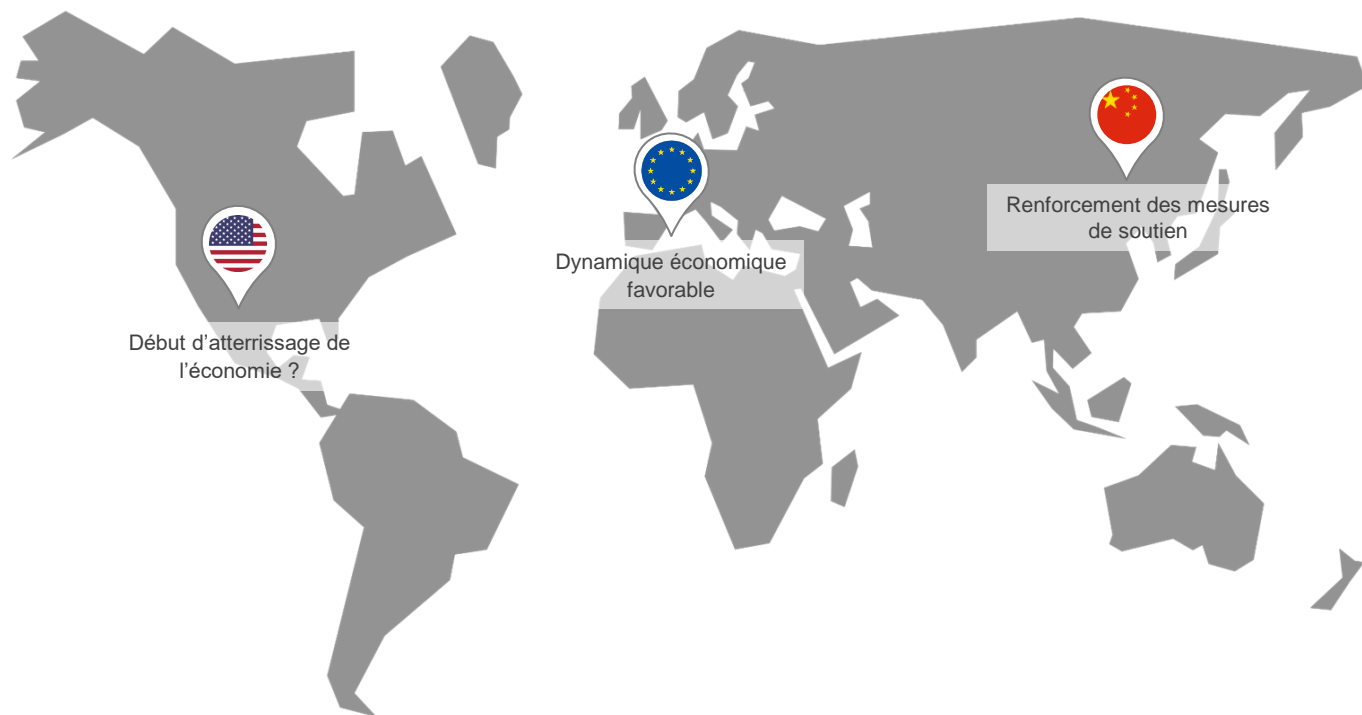 Début d’atterrissage de
l’économie ?
Dynamique économique
favorable
Renforcement des mesures
de soutien